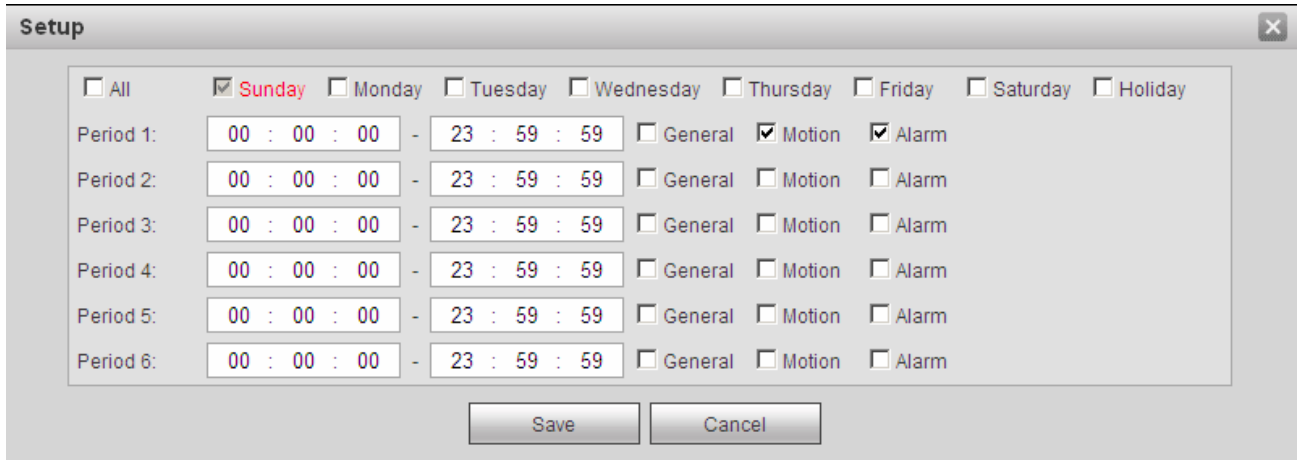 Setup
All Sunday Monday Tuesday Wednesday Thursday Friday Saturday Holiday
Period 1: 00 : 00 : 00 - 23 : 59 : 59 General Motion Alarm
Period 2: 00 : 00 : 00 - 23 : 59 : 59 General Motion Alarm
Period 3: 00 : 00 : 00 - 23 : 59 : 59 General Motion Alarm
Period 4: 00 : 00 : 00 - 23 : 59 : 59 General Motion Alarm
Period 5: 00 : 00 : 00 - 23 : 59 : 59 General Motion Alarm
Period 6: 00 : 00 : 00 - 23 : 59 : 59 General Motion Alarm
Save Cancel